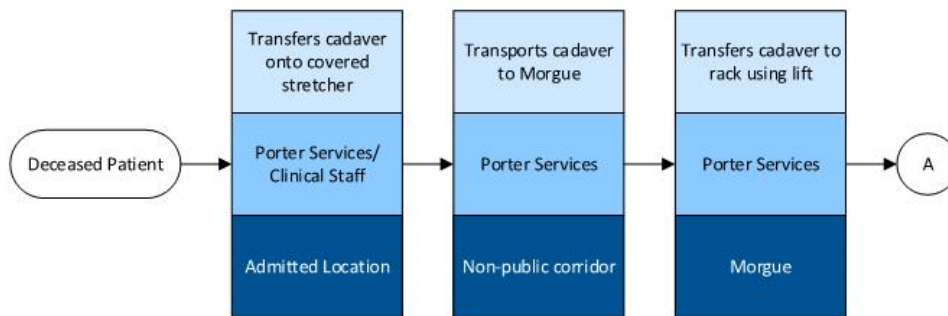 Deceased Patient
Transfers cadaver
onto covered
stretcher
Porter Services/
Clinical Staff
Admitted Location
Transports cadaver
to Morgue
Porter Services
Non-public corridor
Transfers cadaver to
rack using lift
Porter Services
Morgue
A